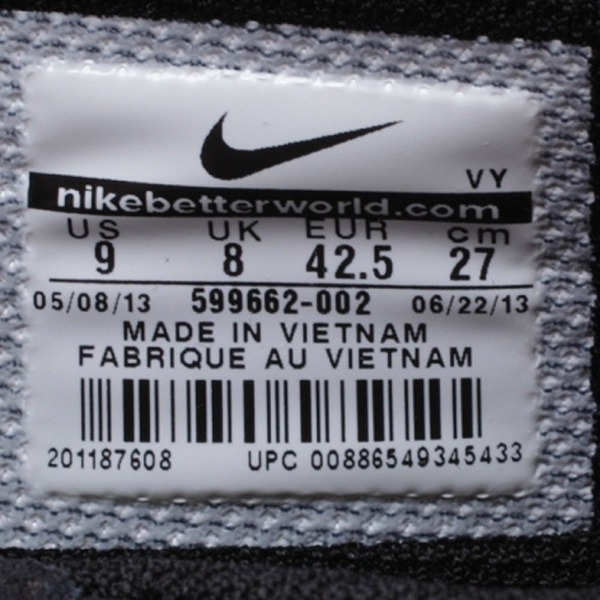 VY
nikebetterworld.com
US UK EUR cm
9 8 42.5 27
05/08/13 599662-002 06/22/13
MADE IN VIETNAM
FABRIQUE AU VIETNAM
201187608 UPC 00886549345433